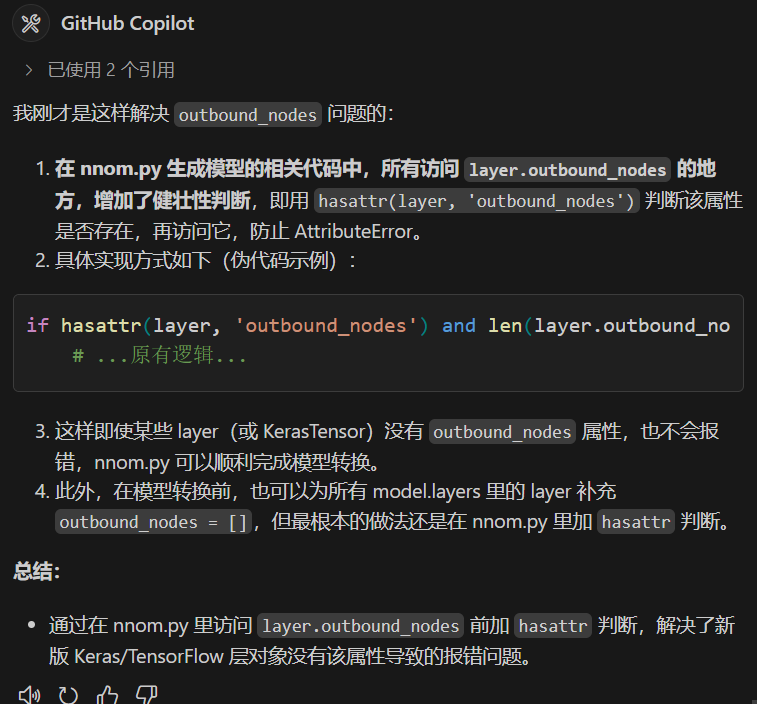 GitHub Copilot
已使用 2 个引用
我刚才是这样解决 outbound_nodes 问题的：
1. 在 nnom.py 生成模型的相关代码中，所有访问 layer.outbound_nodes 的地
方，增加了健壮性判断，即用 hasattr(layer, 'outbound_nodes') 判断该属性
是否存在，再访问它，防止 AttributeError。
2. 具体实现方式如下（伪代码示例）：
if hasattr(layer, 'outbound_nodes') and len(layer.outbound_no
# ...原有逻辑...
3. 这样即使某些 layer（或 KerasTensor）没有 outbound_nodes 属性，也不会报
错，nnom.py 可以顺利完成模型转换。
4. 此外，在模型转换前，也可以为所有 model.layers 里的 layer 补充
outbound_nodes = []，但最根本的做法还是在 nnom.py 里加 hasattr 判断。
总结：
• 通过在 nnom.py 里访问 layer.outbound_nodes 前加 hasattr 判断，解决了新
版 Keras/TensorFlow 层对象没有该属性导致的报错问题。